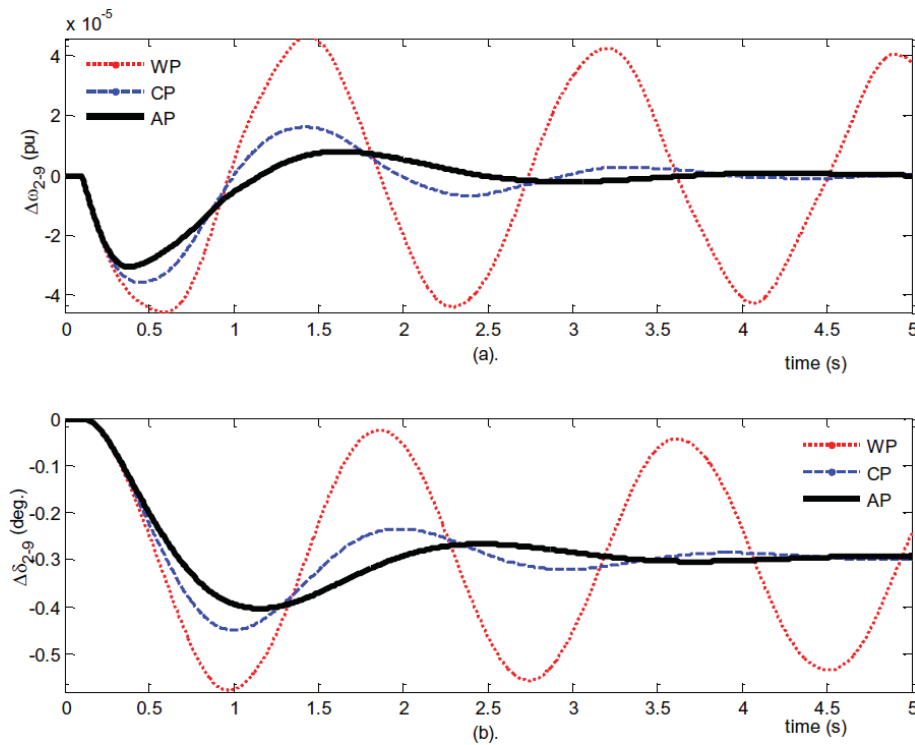 x 10⁻⁵
4
2
0
-2
-4
Δω₂₋₉ (pu)
WP
CP
AP
0 0.5 1 1.5 2 2.5 3 3.5 4 4.5 5
(a).
time (s)
0
-0.1
-0.2
-0.3
-0.4
-0.5
Δδ₂₋₉ (deg.)
WP
CP
AP
0 0.5 1 1.5 2 2.5 3 3.5 4 4.5 5
(b).
time (s)